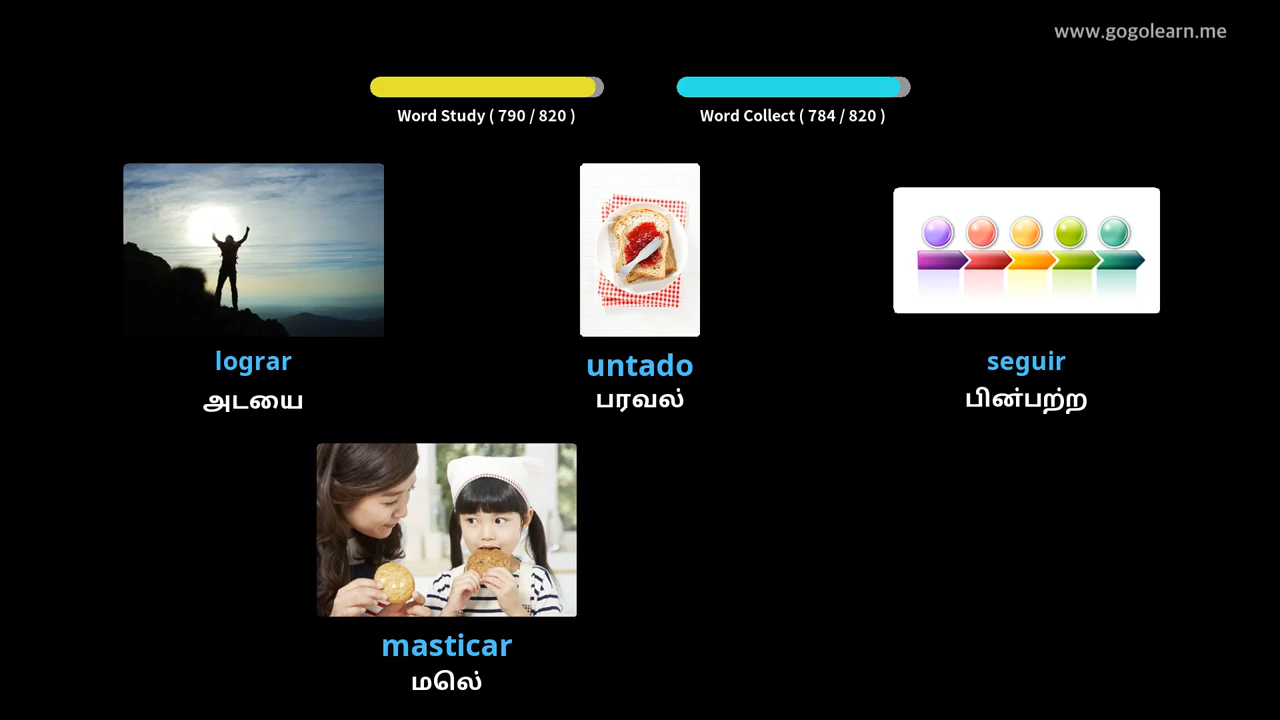 www.gogolearn.me
Word Study ( 790 / 820 )
Word Collect ( 784 / 820 )
lograr
அடயை
untado
பரவல்
seguir
பின்பற்ற
masticar
மலெ்